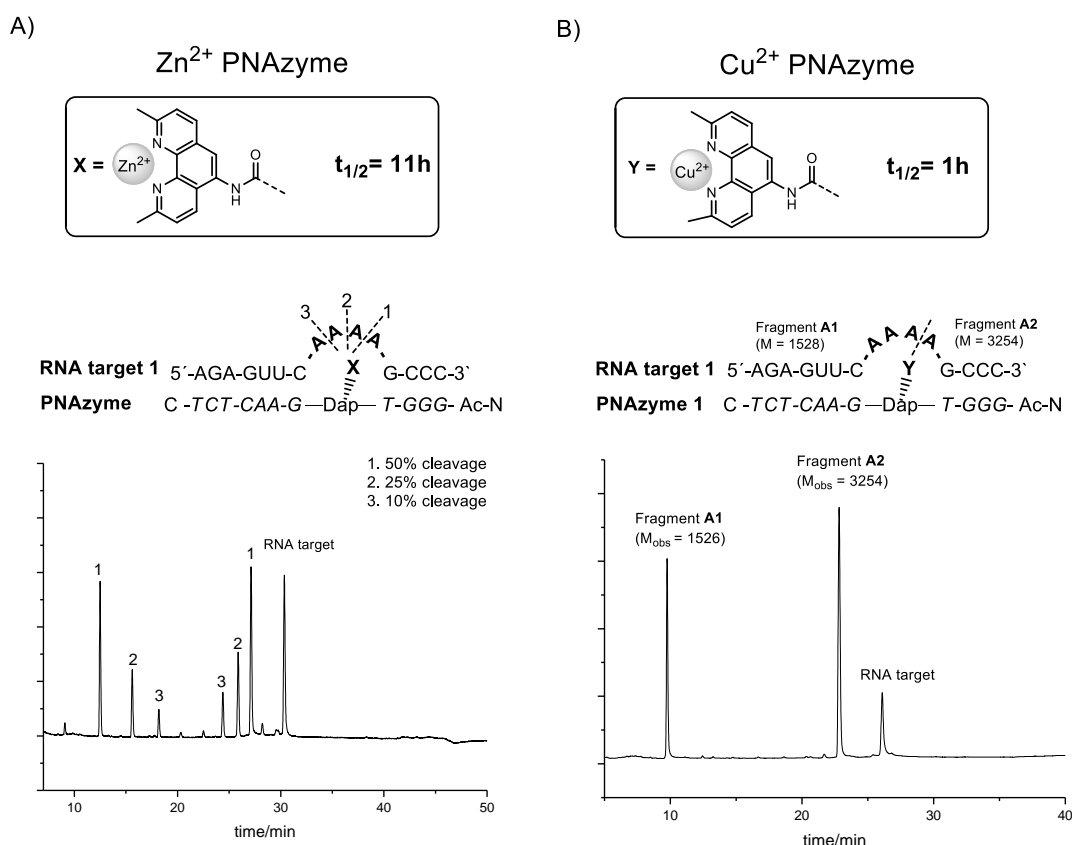 A)
Zn2+ PNAzyme
X = Zn2+ N N N H O t1/2= 11h
3 2 1
A A A A
X
RNA target 1 5´-AGA-GUU-C G-CCC-3`
PNAzyme C -TCT-CAA-G—Dap— T-GGG- Ac-N
1. 50% cleavage
2. 25% cleavage
3. 10% cleavage
RNA target
1 2 3 3 2 1
10 20 30 40 50
time/min
B)
Cu2+ PNAzyme
Y = Cu2+ N N N H O t1/2= 1h
Fragment A1
(M = 1528)
A A A A
Fragment A2
(M = 3254)
Y
RNA target 1 5´-AGA-GUU-C G-CCC-3`
PNAzyme 1 C -TCT-CAA-G —Dap— T-GGG- Ac-N
Fragment A2
(Mobs = 3254)
Fragment A1
(Mobs = 1526)
RNA target
10 20 30 40
time/min